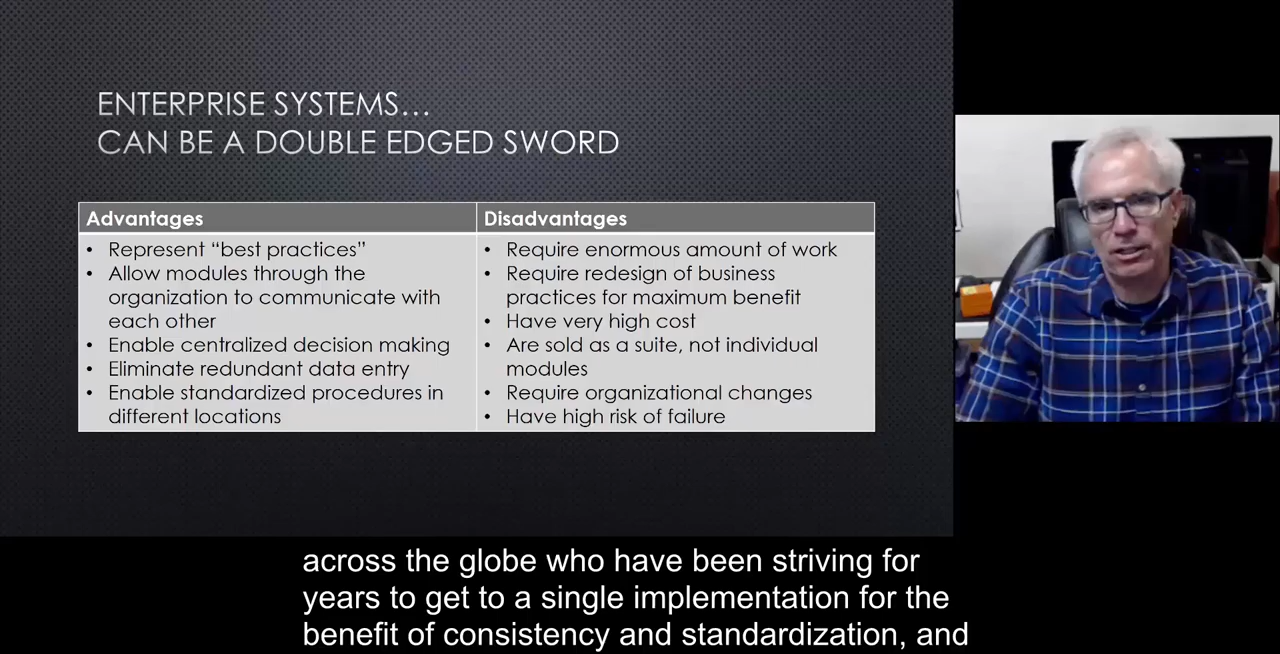 ENTERPRISE SYSTEMS…
CAN BE A DOUBLE EDGED SWORD
Advantages
• Represent “best practices”
• Allow modules through the
organization to communicate with
each other
• Enable centralized decision making
• Eliminate redundant data entry
• Enable standardized procedures in
different locations
Disadvantages
• Require enormous amount of work
• Require redesign of business
practices for maximum benefit
• Have very high cost
• Are sold as a suite, not individual
modules
• Require organizational changes
• Have high risk of failure
across the globe who have been striving for
years to get to a single implementation for the
benefit of consistency and standardization, and